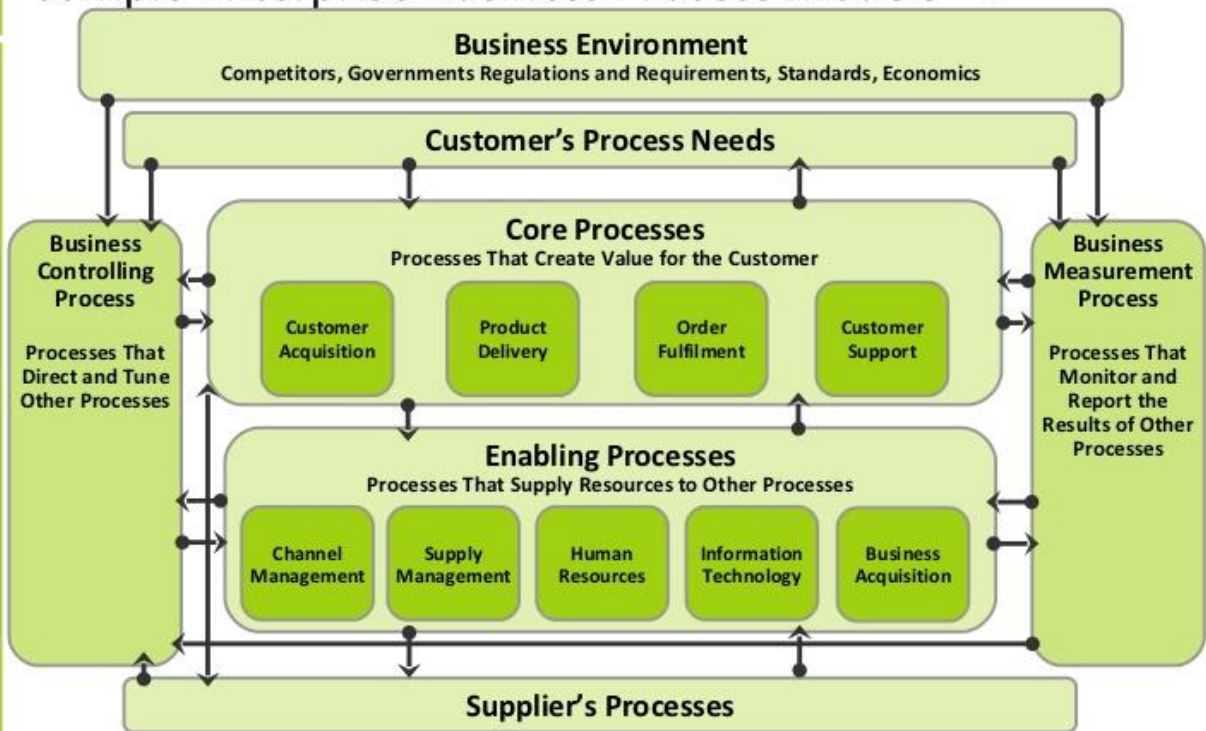 Business Environment
Competitors, Governments Regulations and Requirements, Standards, Economics
Customer's Process Needs
Business
Controlling
Process
Processes That
Direct and Tune
Other Processes
Core Processes
Processes That Create Value for the Customer
Customer
Acquisition
Product
Delivery
Order
Fulfilment
Customer
Support
Business
Measurement
Process
Processes That
Monitor and
Report the
Results of Other
Processes
Enabling Processes
Processes That Supply Resources to Other Processes
Channel
Management
Supply
Management
Human
Resources
Information
Technology
Business
Acquisition
Supplier's Processes